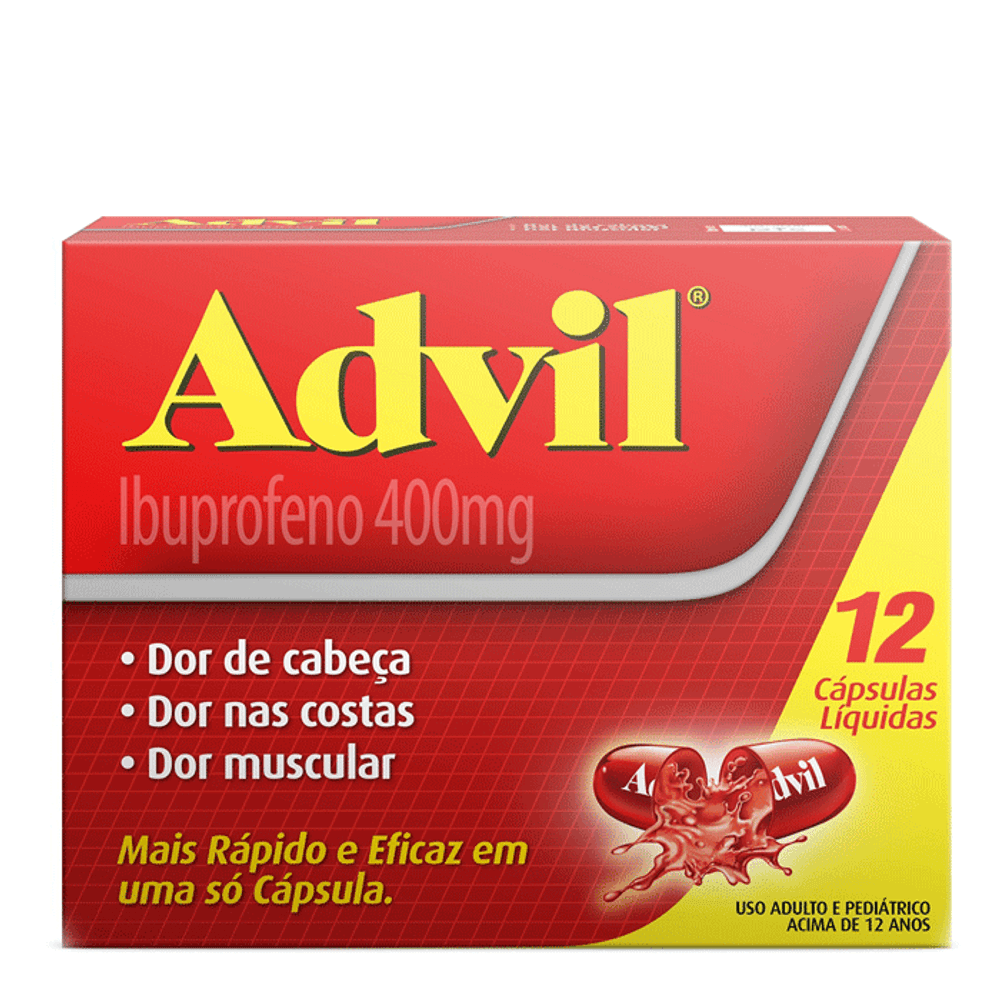 Advil
Advil®
Ibuprofeno 400mg
• Dor de cabeça
• Dor nas costas
• Dor muscular
Mais Rápido e Eficaz em
uma só Cápsula.
12
Cápsulas
Líquidas
Advil
USO ADULTO E PEDIÁTRICO
ACIMA DE 12 ANOS